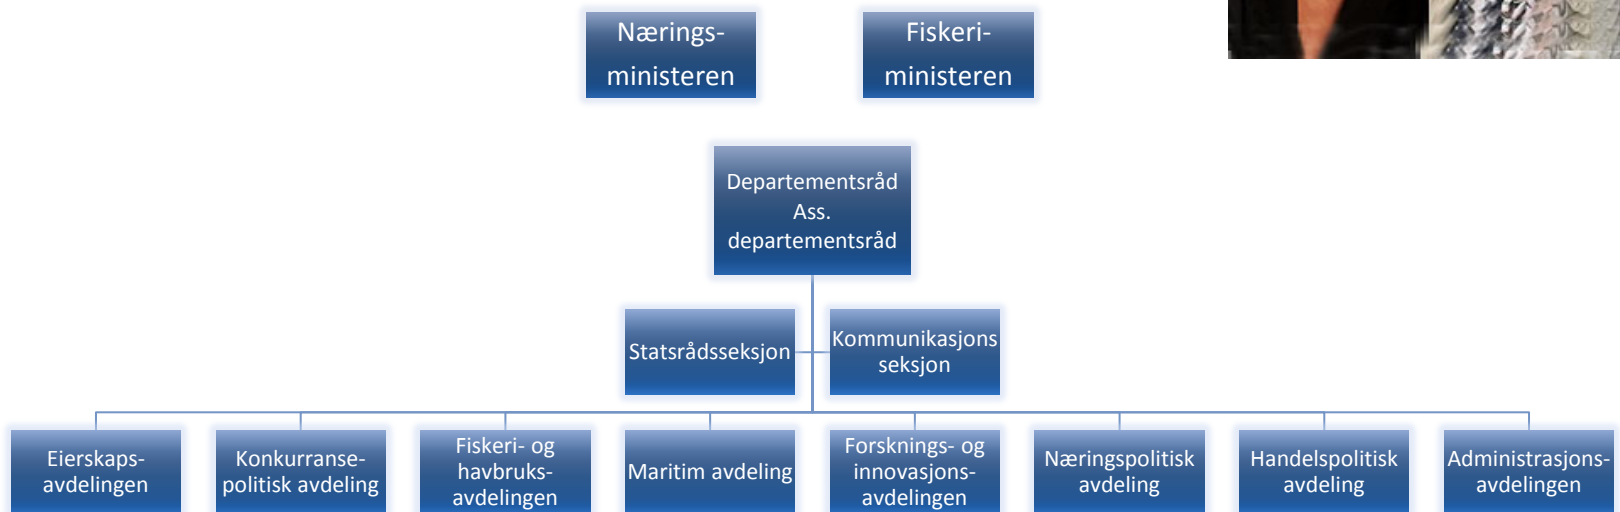 Nærings-
ministeren
Fiskeri-
ministeren
Departementsråd
Ass.
departementsråd
Statsrådsseksjon
Kommunikasjons
seksjon
Eierskaps-
avdelingen
Konkurranse-
politisk avdeling
Fiskeri- og
havbruks-
avdelingen
Maritim avdeling
Forsknings- og
innovasjons-
avdelingen
Næringspolitisk
avdeling
Handelspolitisk
avdeling
Administrasjons-
avdelingen